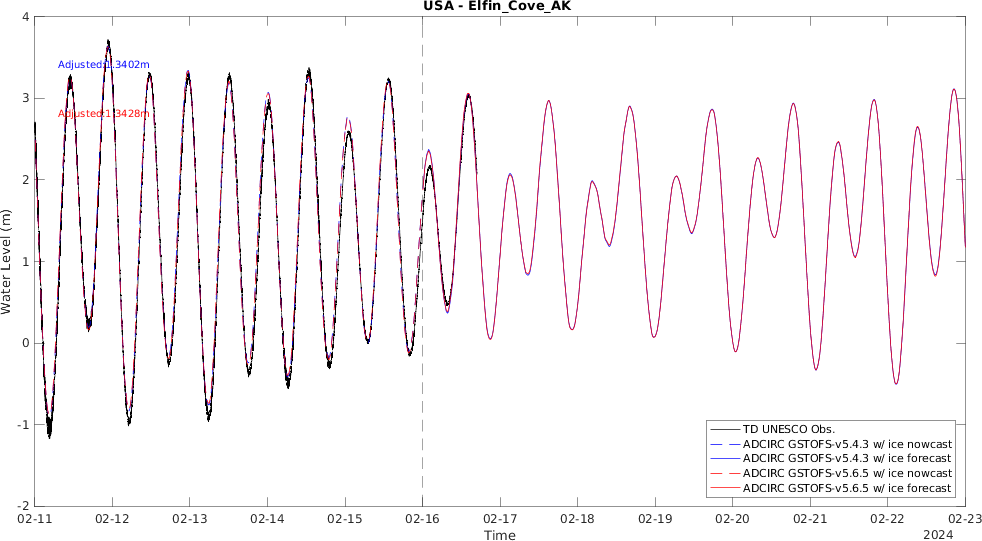 USA - Elfin_Cove_AK
4
3
2
1
0
-1
-2
Water Level (m)
Adjusted:1.3402m
Adjusted:1.3428m
TD UNESCO Obs.
ADCIRC GSTOFS-v5.4.3 w/ ice nowcast
ADCIRC GSTOFS-v5.4.3 w/ ice forecast
ADCIRC GSTOFS-v5.6.5 w/ ice nowcast
ADCIRC GSTOFS-v5.6.5 w/ ice forecast
02-11 02-12 02-13 02-14 02-15 02-16 02-17 02-18 02-19 02-20 02-21 02-22 02-23
Time
2024